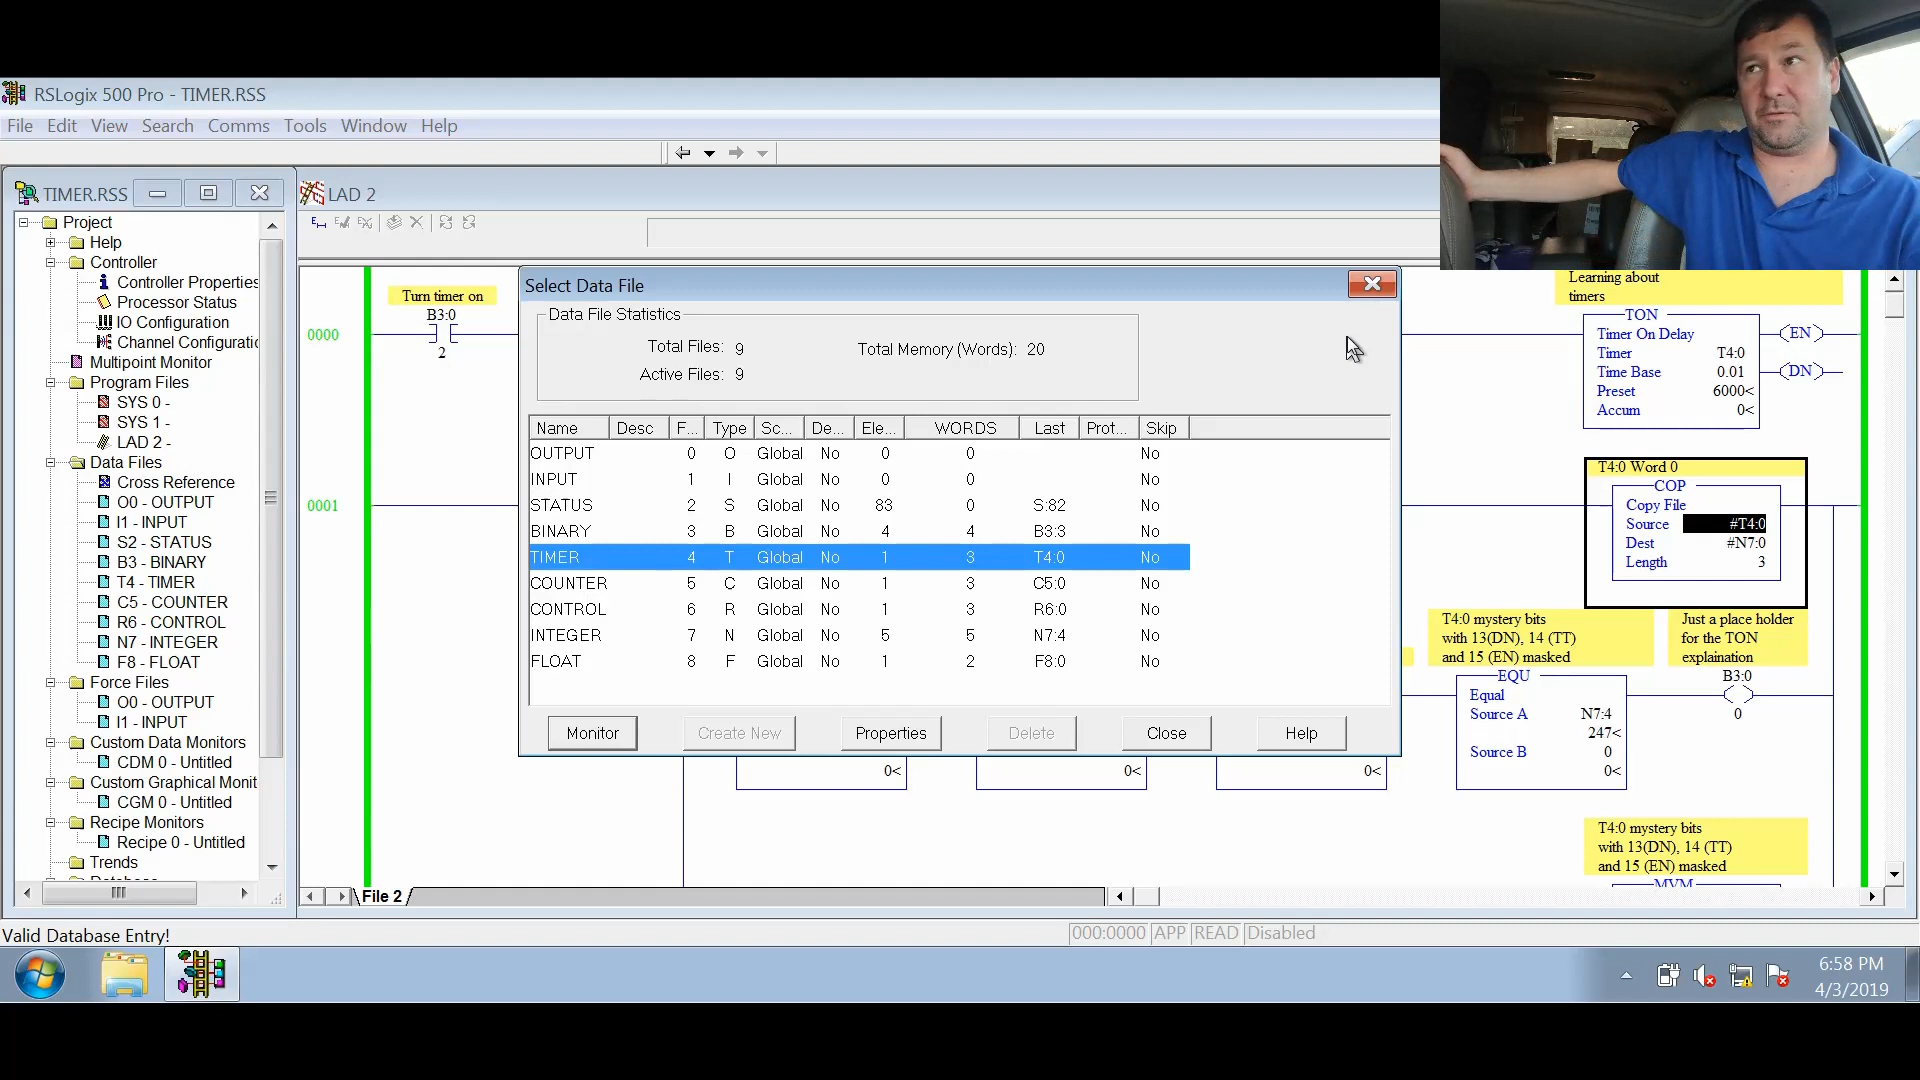 RSLogix 500 Pro - TIMER.RSS
File Edit View Search Comms Tools Window Help
TIMER.RSS
Project
Help
Controller
Controller Properties
Processor Status
IO Configuration
Channel Configuratio
Multipoint Monitor
Program Files
SYS 0 -
SYS 1 -
LAD 2 -
Data Files
Cross Reference
O0 - OUTPUT
I1 - INPUT
S2 - STATUS
B3 - BINARY
T4 - TIMER
C5 - COUNTER
R6 - CONTROL
N7 - INTEGER
F8 - FLOAT
Force Files
O0 - OUTPUT
I1 - INPUT
Custom Data Monitors
CDM 0 - Untitled
Custom Graphical Monit
CGM 0 - Untitled
Recipe Monitors
Recipe 0 - Untitled
Trends
LAD 2
Turn timer on
B3:0
0000
2
0001
Select Data File
Data File Statistics
Total Files: 9 Total Memory (Words): 20
Active Files: 9
Name Desc F... Type Sc... De... Ele... WORDS Last Prot... Skip
OUTPUT 0 O Global No 0 0 No
INPUT 1 I Global No 0 0 No
STATUS 2 S Global No 83 0 S:82 No
BINARY 3 B Global No 4 4 B3:3 No
TIMER 4 T Global No 1 3 T4:0 No
COUNTER 5 C Global No 1 3 C5:0 No
CONTROL 6 R Global No 1 3 R6:0 No
INTEGER 7 N Global No 5 5 N7:4 No
FLOAT 8 F Global No 1 2 F8:0 No
Monitor Create New Properties Delete Close Help
0< 0< 0<
Learning about
timers
TON
Timer On Delay
Timer T4:0
Time Base 0.01
Preset 6000<
Accum 0<
EN
DN
T4:0 Word 0
COP
Copy File
Source #T4:0
Dest #N7:0
Length 3
T4:0 mystery bits
with 13(DN), 14 (TT)
and 15 (EN) masked
EQU
Equal
Source A N7:4
247<
Source B 0
0<
Just a place holder
for the TON
explaination
B3:0
0
T4:0 mystery bits
with 13(DN), 14 (TT)
and 15 (EN) masked
MVM
File 2
Valid Database Entry!
000:0000 APP READ Disabled
6:58 PM
4/3/2019